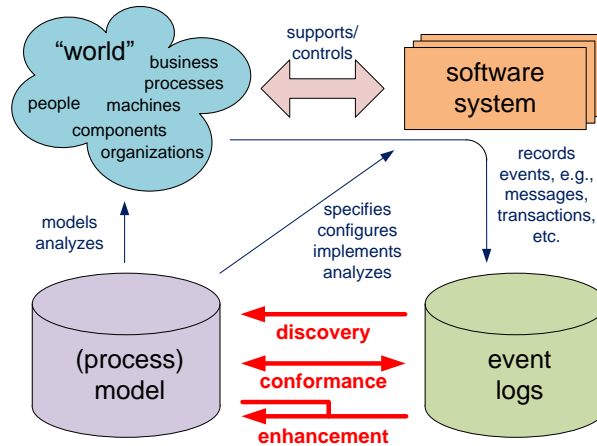 “world”
business
processes
people
machines
components
organizations
supports/
controls
software
system
records
events, e.g.,
messages,
transactions,
etc.
models
analyzes
specifies
configures
implements
analyzes
(process)
model
discovery
conformance
enhancement
event
logs